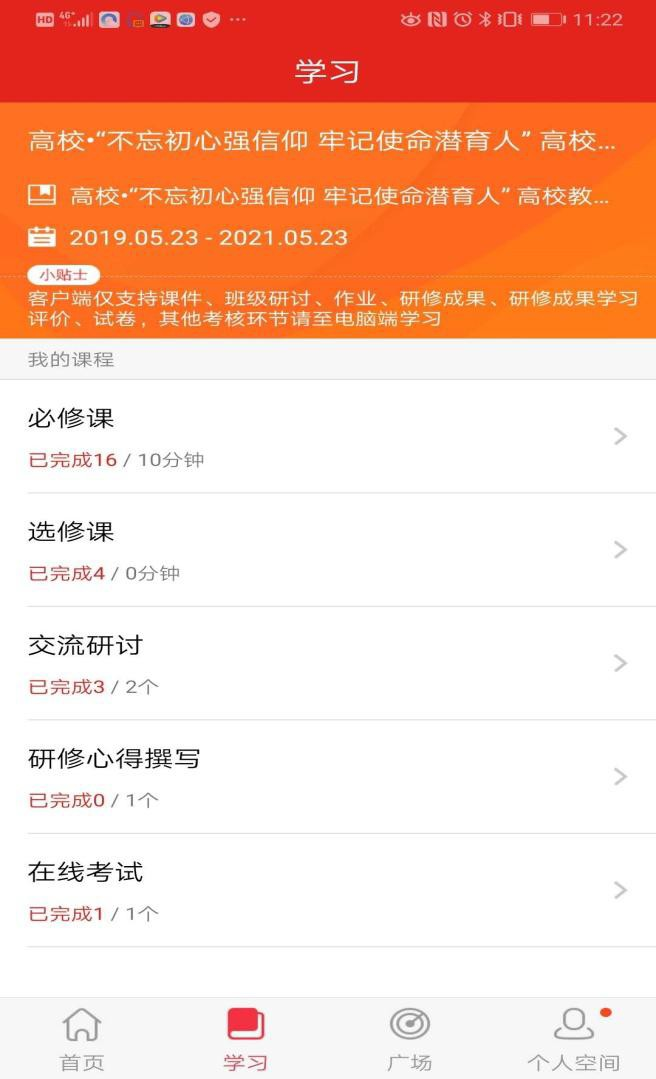 HD 4G+ 11:22
学习
高校•“不忘初心强信仰 牢记使命潜育人” 高校...
高校•“不忘初心强信仰 牢记使命潜育人” 高校教...
2019.05.23 - 2021.05.23
小贴士
客户端仅支持课件、班级研讨、作业、研修成果、研修成果学习
评价、试卷，其他考核环节请至电脑端学习
我的课程
必修课
已完成16 / 10分钟
选修课
已完成4 / 0分钟
交流研讨
已完成3 / 2个
研修心得撰写
已完成0 / 1个
在线考试
已完成1 / 1个
首页 学习 广场 个人空间